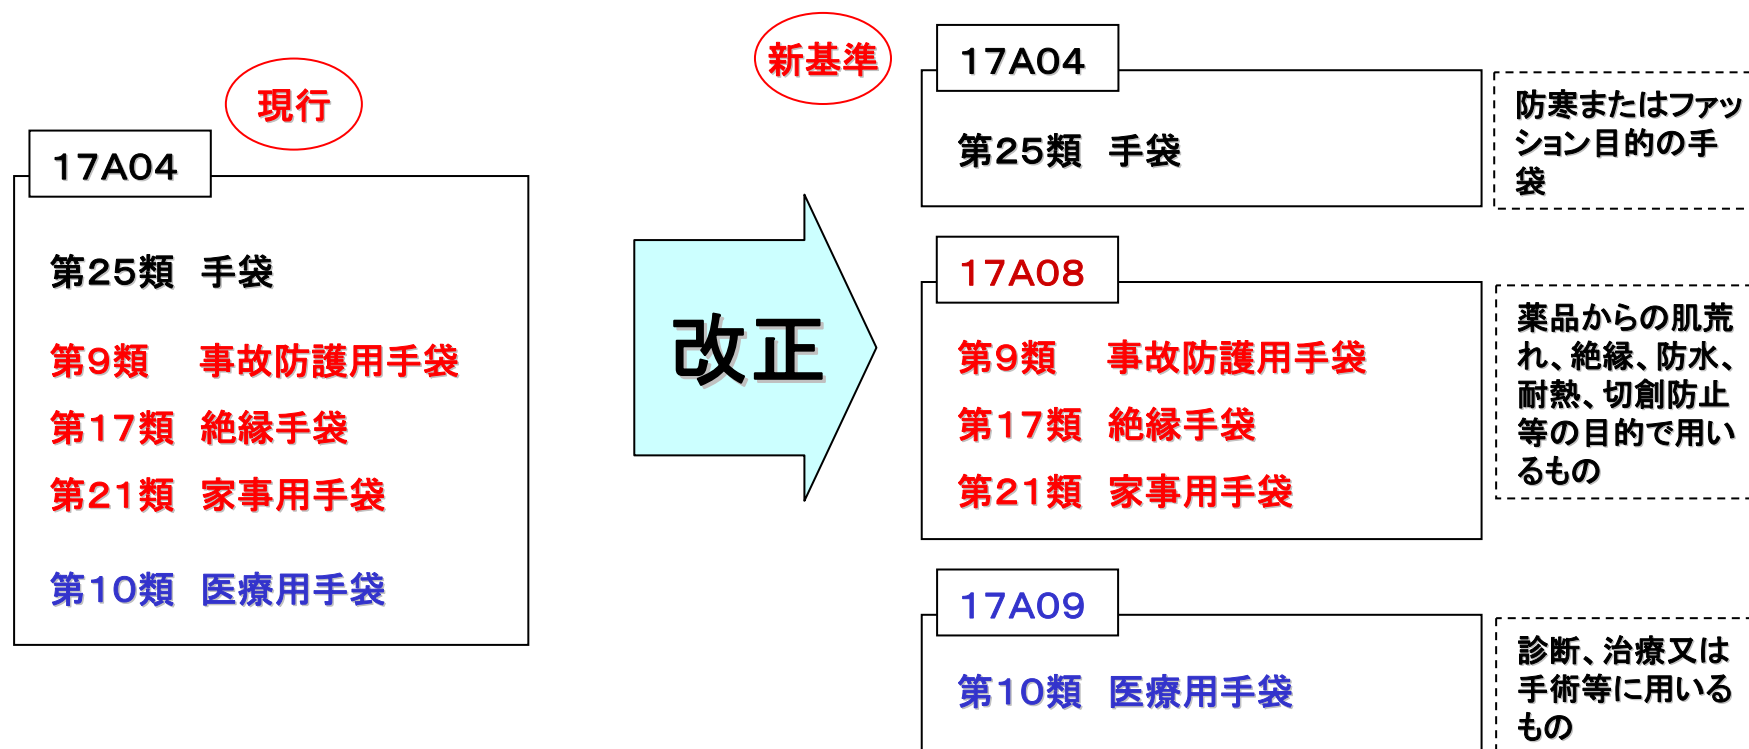 現行
17A04
第25類 手袋
第9類 事故防護用手袋
第17類 絶縁手袋
第21類 家事用手袋
第10類 医療用手袋
改正
新基準
17A04
第25類 手袋
防寒またはファッ
ション目的の手
袋
17A08
第9類 事故防護用手袋
第17類 絶縁手袋
第21類 家事用手袋
薬品からの肌荒
れ、絶縁、防水、
耐熱、切創防止
等の目的で用い
るもの
17A09
第10類 医療用手袋
診断、治療又は
手術等に用いる
もの